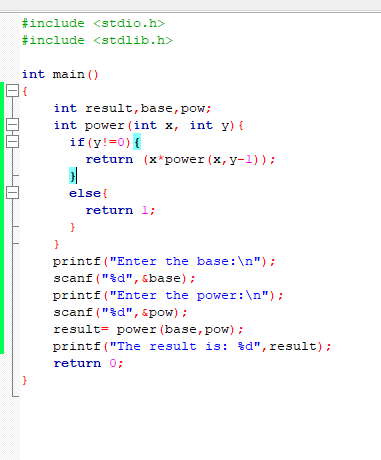 #include <stdio.h>
#include <stdlib.h>
int main()
{
int result,base,pow;
int power(int x, int y){
if(y!=0){
return (x*power(x,y-1));
}
else{
return 1;
}
}
printf("Enter the base:\n");
scanf("%d",&base);
printf("Enter the power:\n");
scanf("%d",&pow);
result= power(base,pow);
printf("The result is: %d",result);
return 0;
}